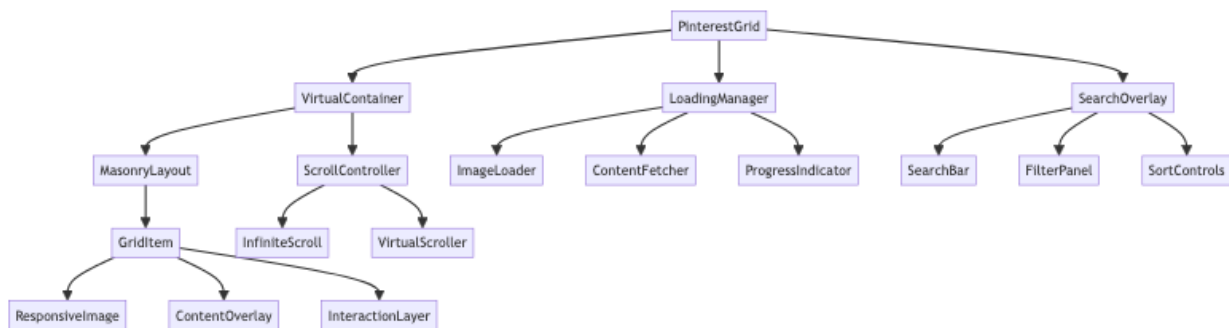 PinterestGrid
VirtualContainer
LoadingManager
SearchOverlay
MasonryLayout
ScrollController
ImageLoader
ContentFetcher
ProgressIndicator
SearchBar
FilterPanel
SortControls
GridItem
InfiniteScroll
VirtualScroller
ResponsiveImage
ContentOverlay
InteractionLayer